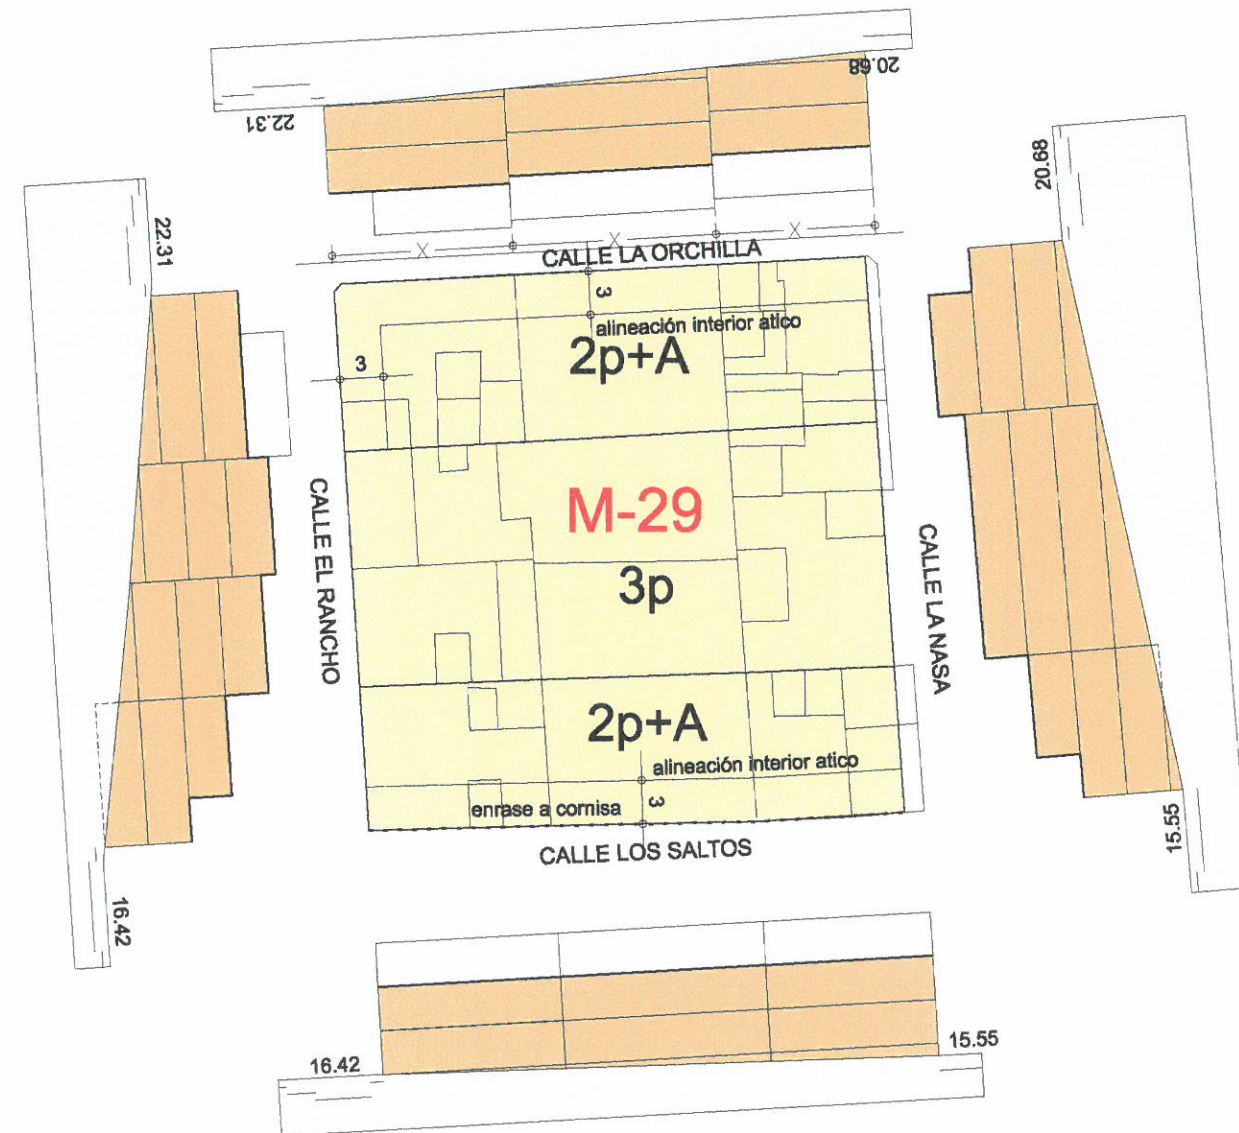 20.68
22.31
20.68
22.31
X
X
X
CALLE LA ORCHILLA
3
alineación interior atico
2p+A
3
M-29
CALLE EL RANCHO
CALLE LA NASA
3p
2p+A
alineación interior atico
enrase a cornisa
3
CALLE LOS SALTOS
15.55
16.42
16.42
15.55